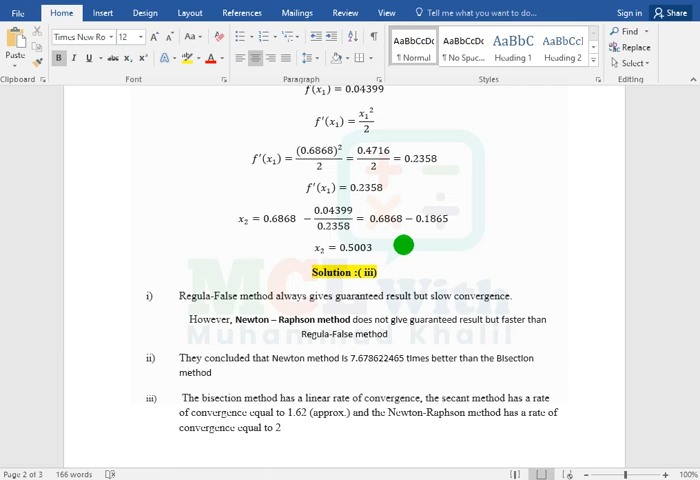 File Home Insert Design Layout References Mailings Review View Tell me what you want to do... Sign in Share
Times New Ro 12 A A Aa
Paste B I U abc x₂ x² A
AaBbCcDc AaBbCcDc AaBbC AaBbCcl
¶ Normal ¶ No Spac... Heading 1 Heading 2
Find
Replace
Select
Clipboard Font Paragraph Styles Editing
f(x₁) = 0.04399
f′(x₁) = x₁²/2
f′(x₁) = (0.6868)²/2 = 0.4716/2 = 0.2358
f′(x₁) = 0.2358
x₂ = 0.6868 − 0.04399/0.2358 = 0.6868 − 0.1865
x₂ = 0.5003
Solution :( iii)
MCL With
Muhammad Khalil
i) Regula-False method always gives guaranteed result but slow convergence.
However, Newton – Raphson method does not give guaranteed result but faster than
Regula-False method
ii) They concluded that Newton method is 7.678622465 times better than the Bisection
method
iii) The bisection method has a linear rate of convergence, the secant method has a rate
of convergence equal to 1.62 (approx.) and the Newton-Raphson method has a rate of
convergence equal to 2
Page 2 of 3 166 words 100%